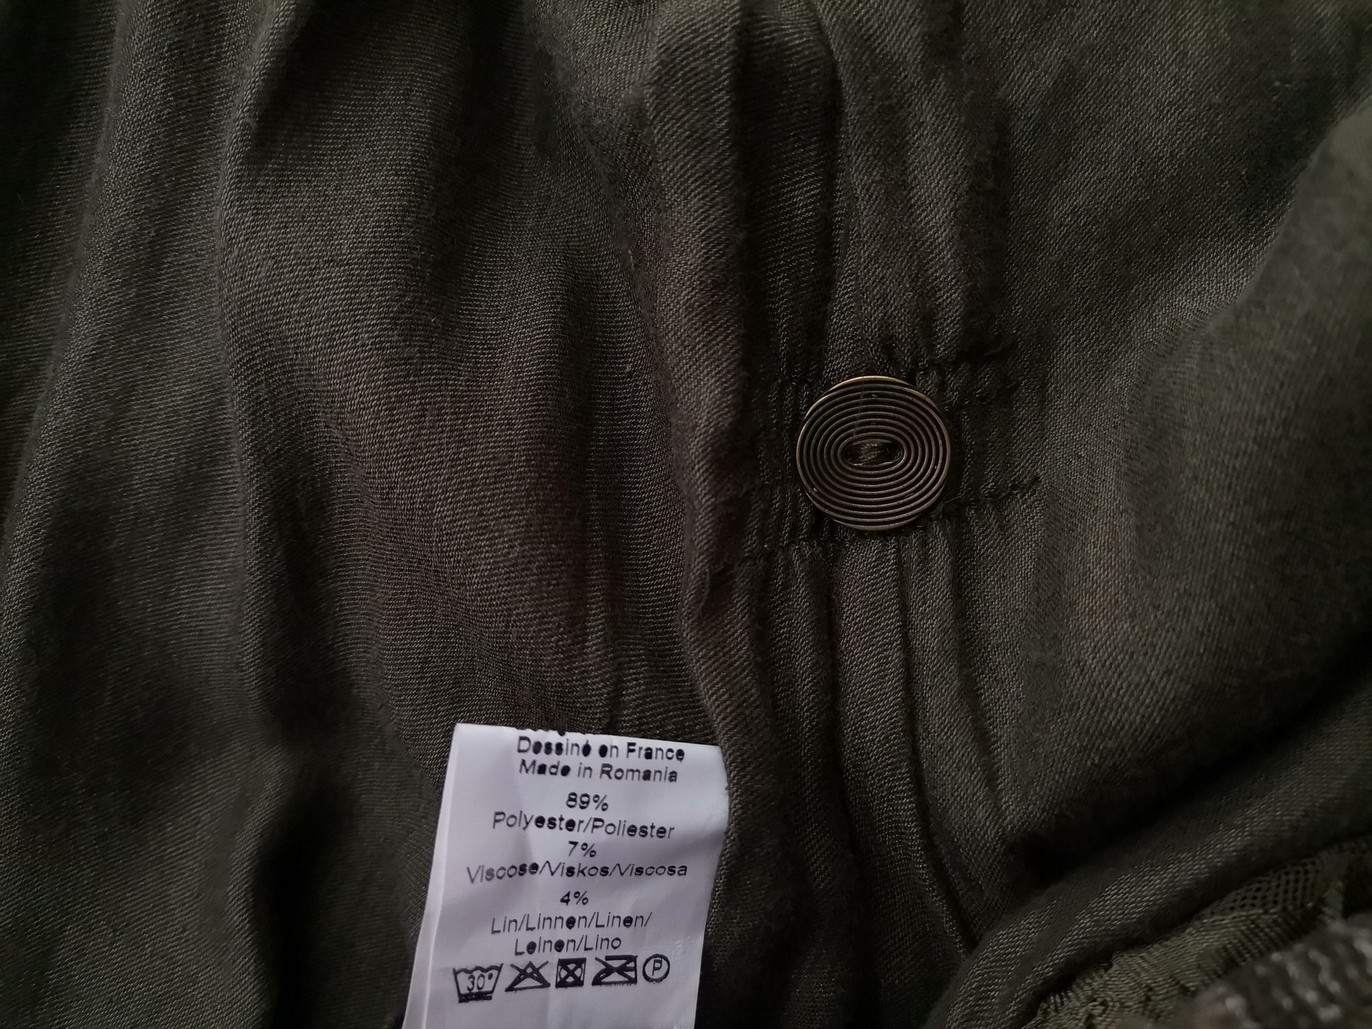 Dessiné en France
Made in Romania
89%
Polyester/Poliester
7%
Viscose/Viskos/Viscosa
4%
Lin/Linnen/Linen/
Leinen/Lino
30° P